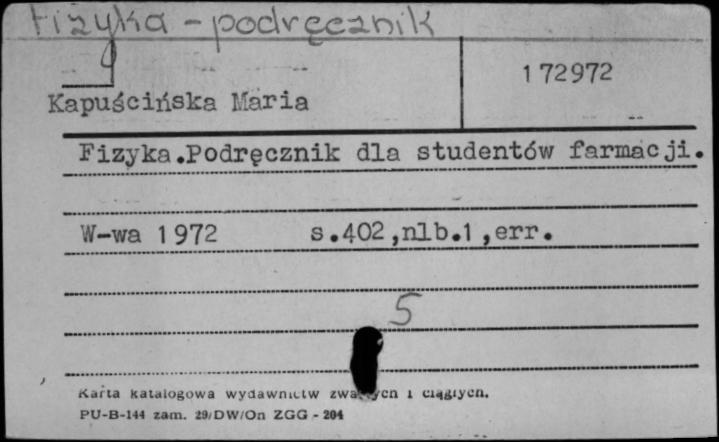 Fizyka - podręcznik
172972
Kapuścińska Maria
Fizyka.Podręcznik dla studentów farmacji.
W-wa 1972 s.402,nlb.1,err.
5
Karta katalogowa wydawnictw i ciągłych.
PU-B-144 zam. 29/DW/On ZGG - 204